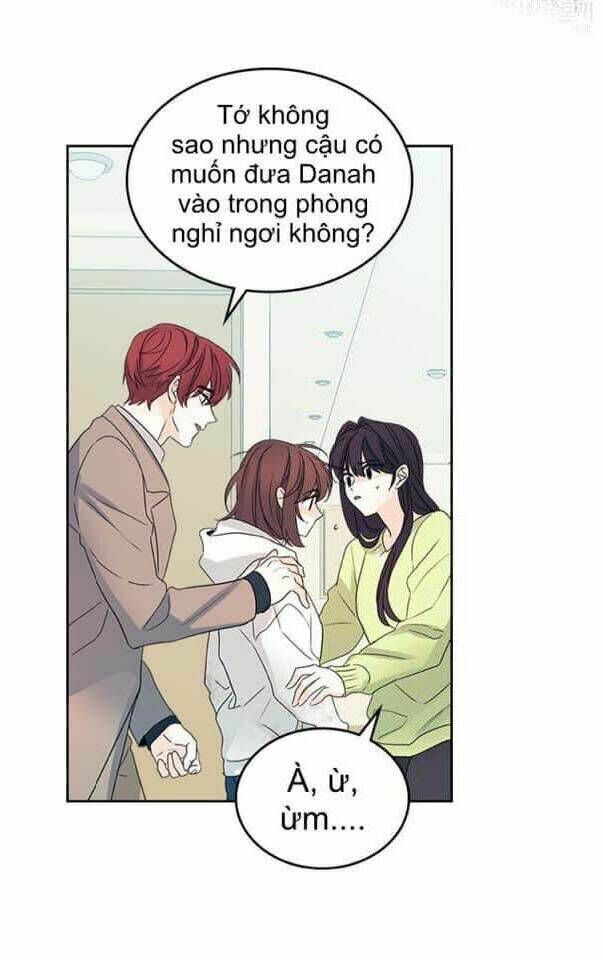 Tớ không
sao nhưng cậu có
muốn đưa Danah
vào trong phòng
nghỉ ngơi không?
À, ừ,
ừm....